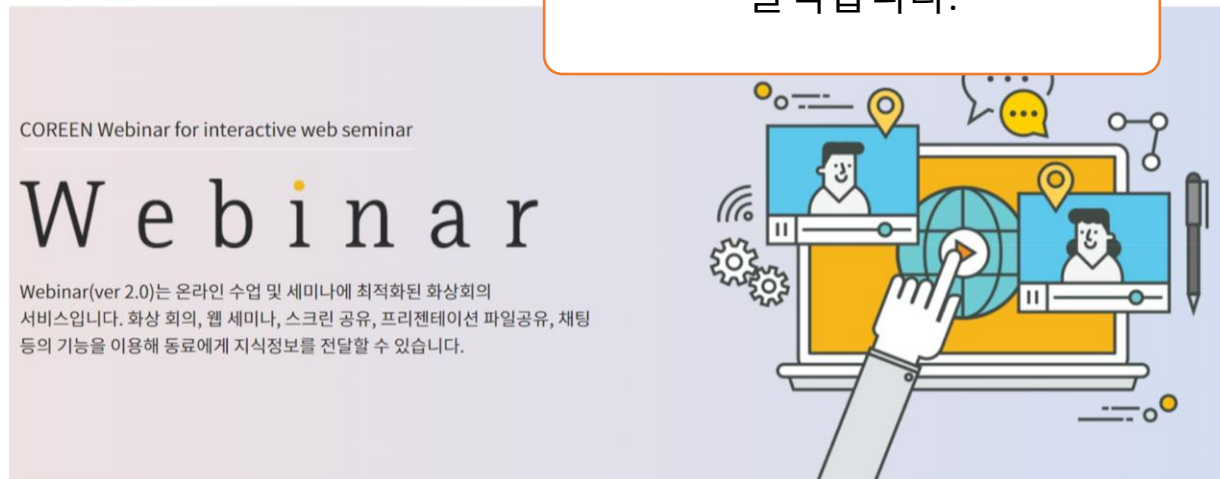 COREEN Webinar for interactive web seminar
Webinar
Webinar(ver 2.0)는 온라인 수업 및 세미나에 최적화된 화상회의
서비스입니다. 화상 회의, 웹 세미나, 스크린 공유, 프리젠테이션 파일공유, 채팅
등의 기능을 이용해 동료에게 지식정보를 전달할 수 있습니다.